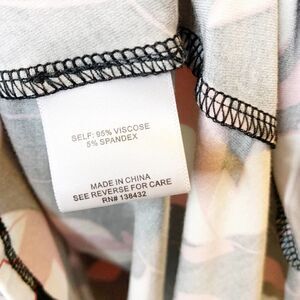 SELF: 95% VISCOSE
5% SPANDEX
MADE IN CHINA
SEE REVERSE FOR CARE
RN# 138432